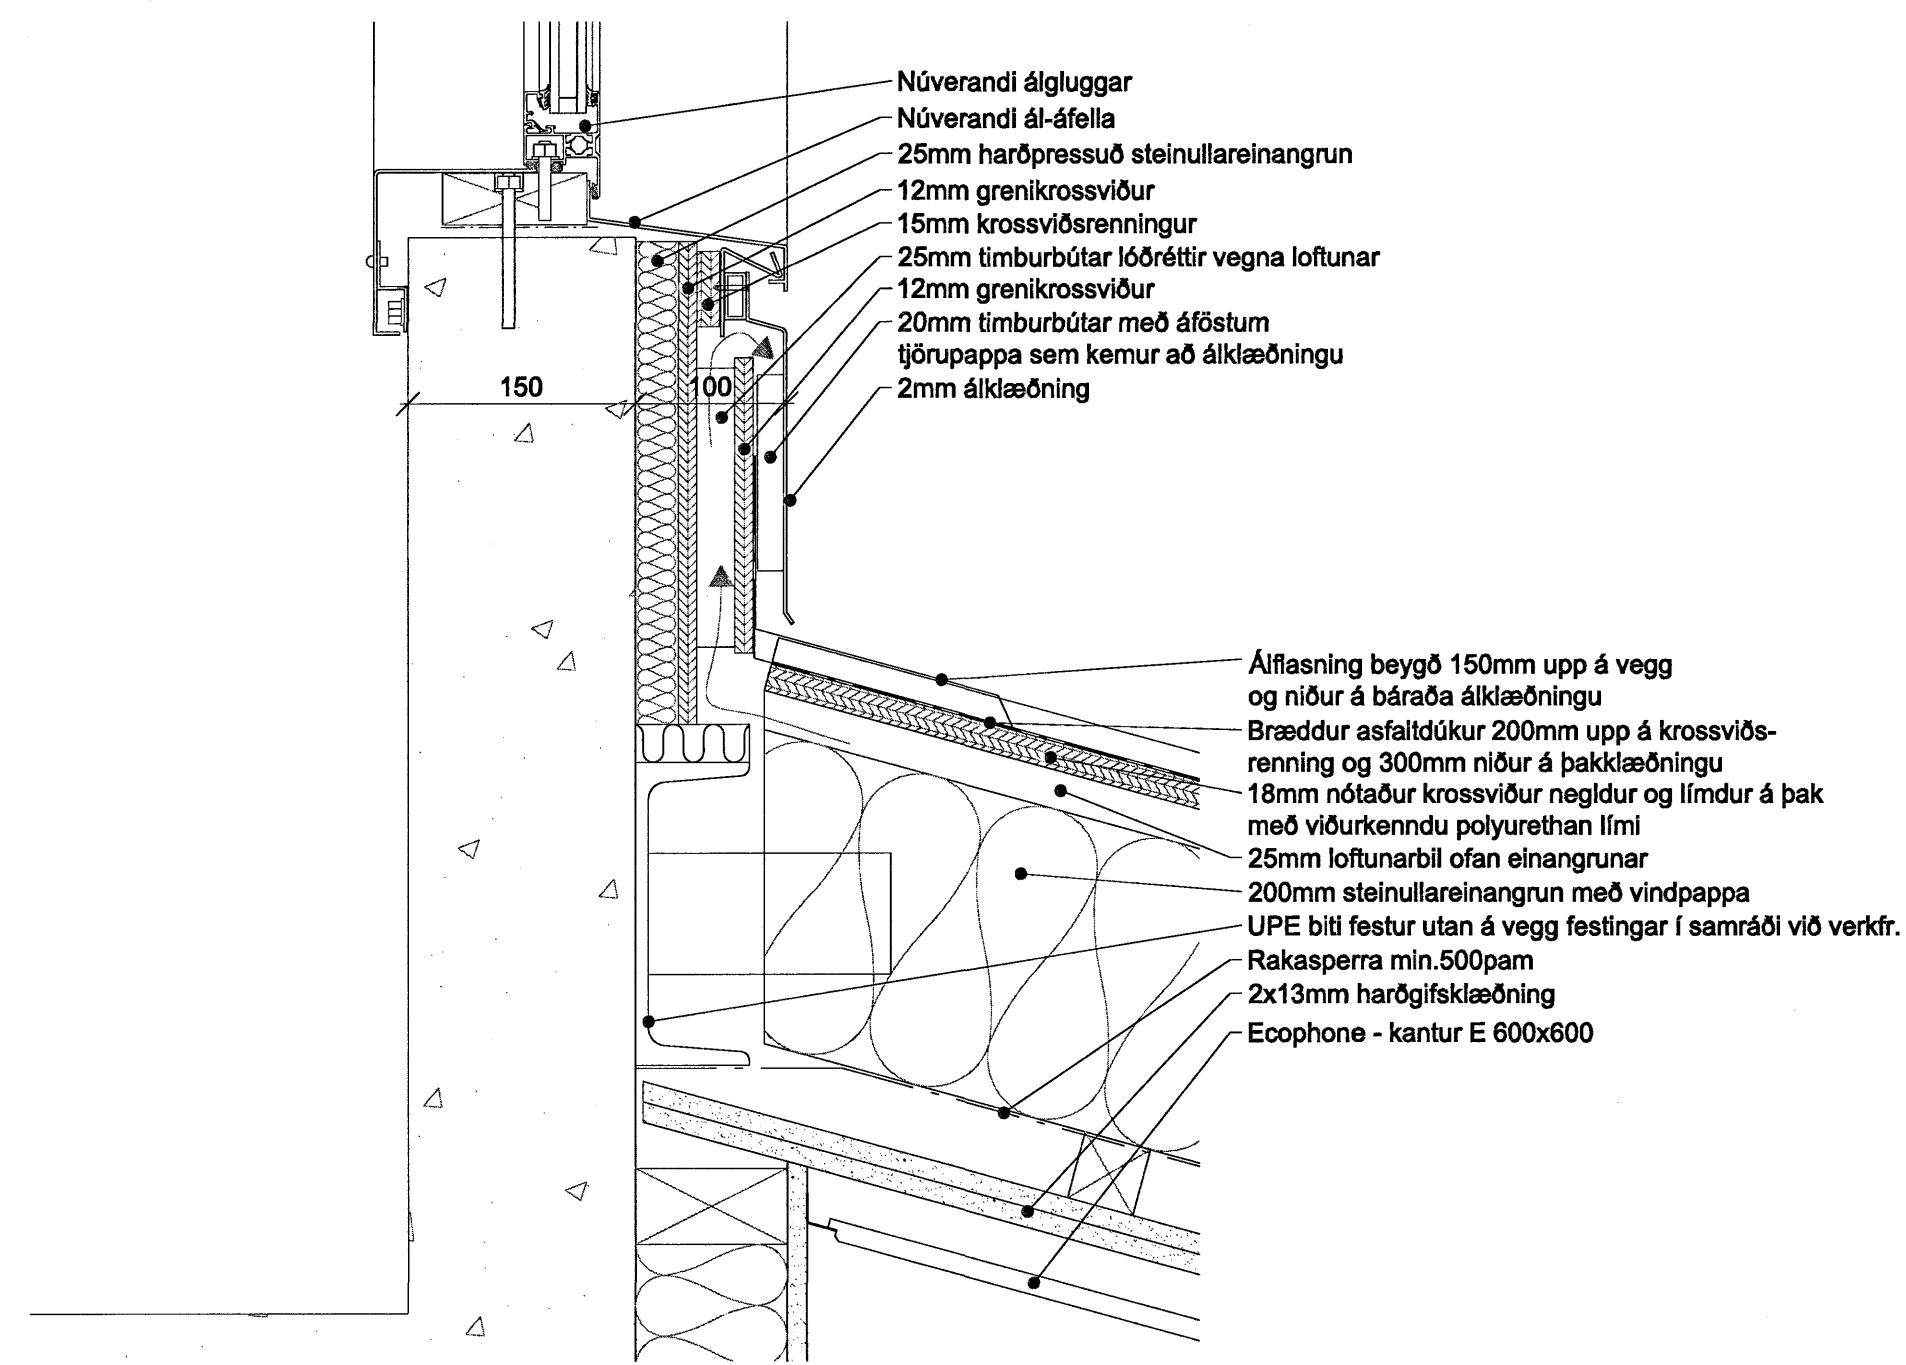 Núverandi álgluggar
Núverandi ál-áfella
25mm harðpressuð steinullareinangrun
12mm grenikrossviður
15mm krossviðsrenningur
25mm timburbútar lóðréttir vegna loftunar
12mm grenikrossviður
20mm timburbútar með áföstum
tjörupappa sem kemur að álklæðningu
2mm álklæðning
150
100
Álflasning beygð 150mm upp á vegg
og niður á báraða álklæðningu
Bræddur asfaltdúkur 200mm upp á krossviðs-
renning og 300mm niður á þakklæðningu
18mm nótaður krossviður negldur og límdur á þak
með viðurkenndu polyurethan lími
25mm loftunarbil ofan einangrunar
200mm steinullareinangrun með vindpappa
UPE biti festur utan á vegg festingar í samráði við verkfr.
Rakasperra min.500pam
2x13mm harðgifsklæðning
Ecophone - kantur E 600x600